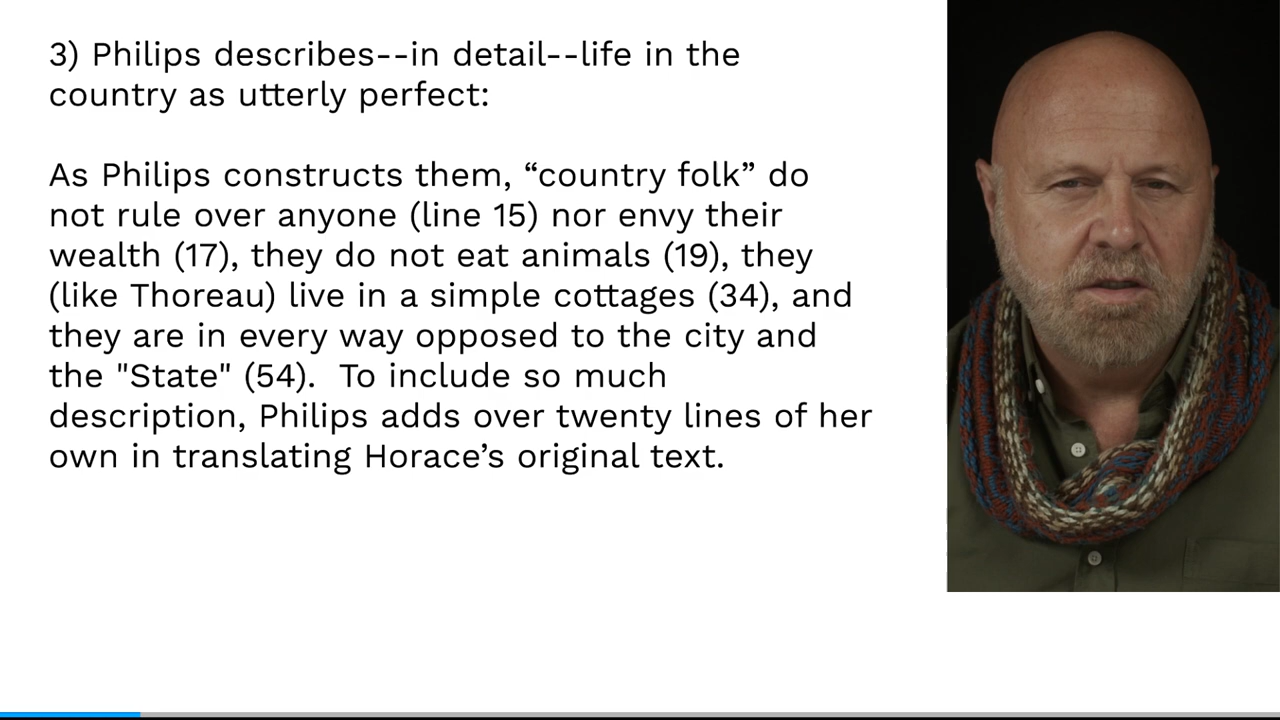 3) Philips describes--in detail--life in the
country as utterly perfect:
As Philips constructs them, “country folk” do
not rule over anyone (line 15) nor envy their
wealth (17), they do not eat animals (19), they
(like Thoreau) live in a simple cottages (34), and
they are in every way opposed to the city and
the "State" (54).  To include so much
description, Philips adds over twenty lines of her
own in translating Horace’s original text.